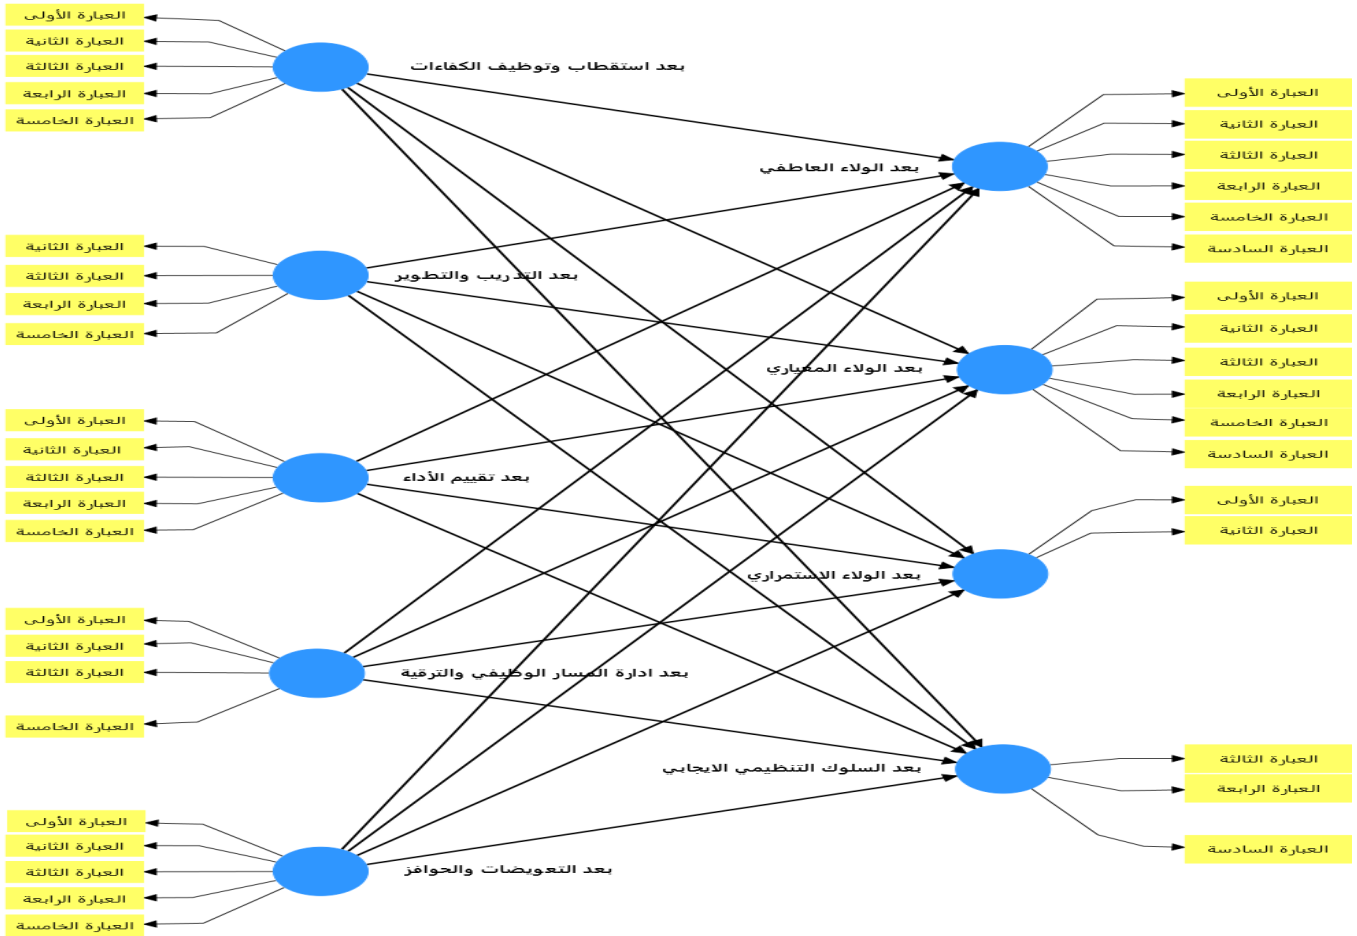 العبارة الأولى
العبارة الثانية
العبارة الثالثة
العبارة الرابعة
العبارة الخامسة
بعد استقطاب وتوظيف الكفاءات
العبارة الثانية
العبارة الثالثة
العبارة الرابعة
العبارة الخامسة
بعد التدريب والتطوير
العبارة الأولى
العبارة الثانية
العبارة الثالثة
العبارة الرابعة
العبارة الخامسة
بعد تقييم الأداء
العبارة الأولى
العبارة الثانية
العبارة الثالثة
العبارة الخامسة
بعد ادارة المسار الوظيفي والترقية
العبارة الأولى
العبارة الثانية
العبارة الثالثة
العبارة الرابعة
العبارة الخامسة
بعد التعويضات والحوافز
بعد الولاء العاطفي
العبارة الأولى
العبارة الثانية
العبارة الثالثة
العبارة الرابعة
العبارة الخامسة
العبارة السادسة
بعد الولاء المعياري
العبارة الأولى
العبارة الثانية
العبارة الثالثة
العبارة الرابعة
العبارة الخامسة
العبارة السادسة
بعد الولاء الاستمراري
العبارة الأولى
العبارة الثانية
بعد السلوك التنظيمي الايجابي
العبارة الثالثة
العبارة الرابعة
العبارة السادسة